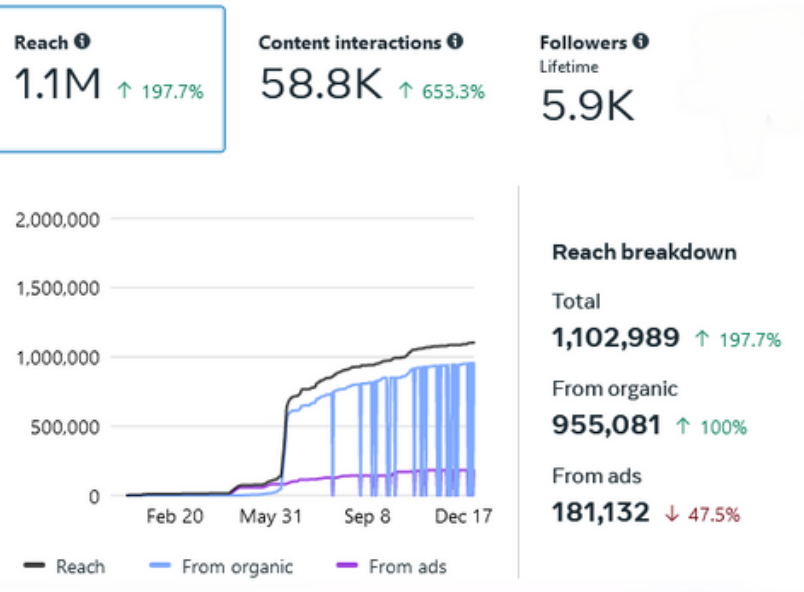 Reach
1.1M ↑ 197.7%
Content interactions
58.8K ↑ 653.3%
Followers
Lifetime
5.9K
2,000,000
1,500,000
1,000,000
500,000
0
Feb 20 May 31 Sep 8 Dec 17
Reach From organic From ads
Reach breakdown
Total
1,102,989 ↑ 197.7%
From organic
955,081 ↑ 100%
From ads
181,132 ↓ 47.5%